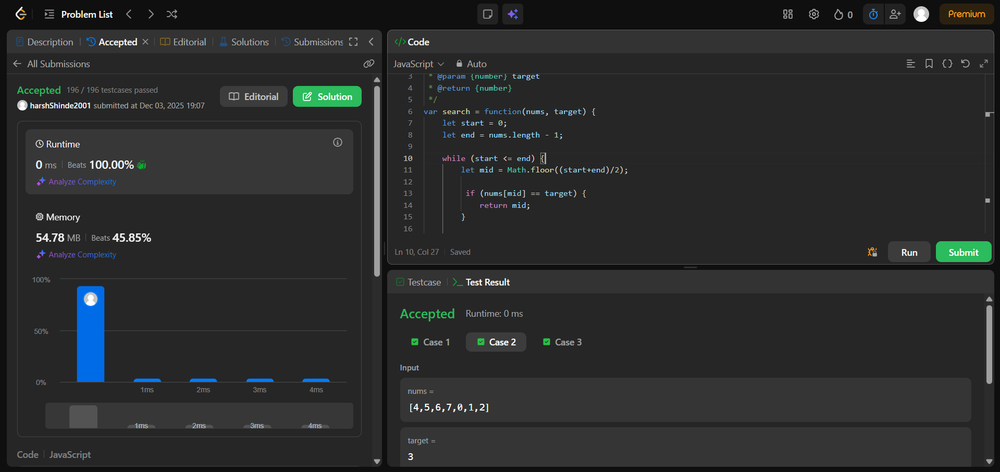 Problem List
0
Premium
Description
Accepted
Editorial
Solutions
Submissions
All Submissions
Accepted 196 / 196 testcases passed
harshShinde2001 submitted at Dec 03, 2025 19:07
Editorial
Solution
Runtime
0 ms Beats 100.00%
Analyze Complexity
Memory
54.78 MB Beats 45.85%
Analyze Complexity
100%
50%
0%
1ms 2ms 3ms 4ms
1ms 2ms 3ms 4ms
Code JavaScript
</> Code
JavaScript Auto
3 * @param {number} target
4 * @return {number}
5 */
6 var search = function(nums, target) {
7 let start = 0;
8 let end = nums.length - 1;
9
10 while (start <= end) {
11 let mid = Math.floor((start+end)/2);
12
13 if (nums[mid] == target) {
14 return mid;
15 }
16
Ln 10, Col 27 Saved
Run
Submit
Testcase
Test Result
Accepted Runtime: 0 ms
Case 1 Case 2 Case 3
Input
nums =
[4,5,6,7,0,1,2]
target =
3